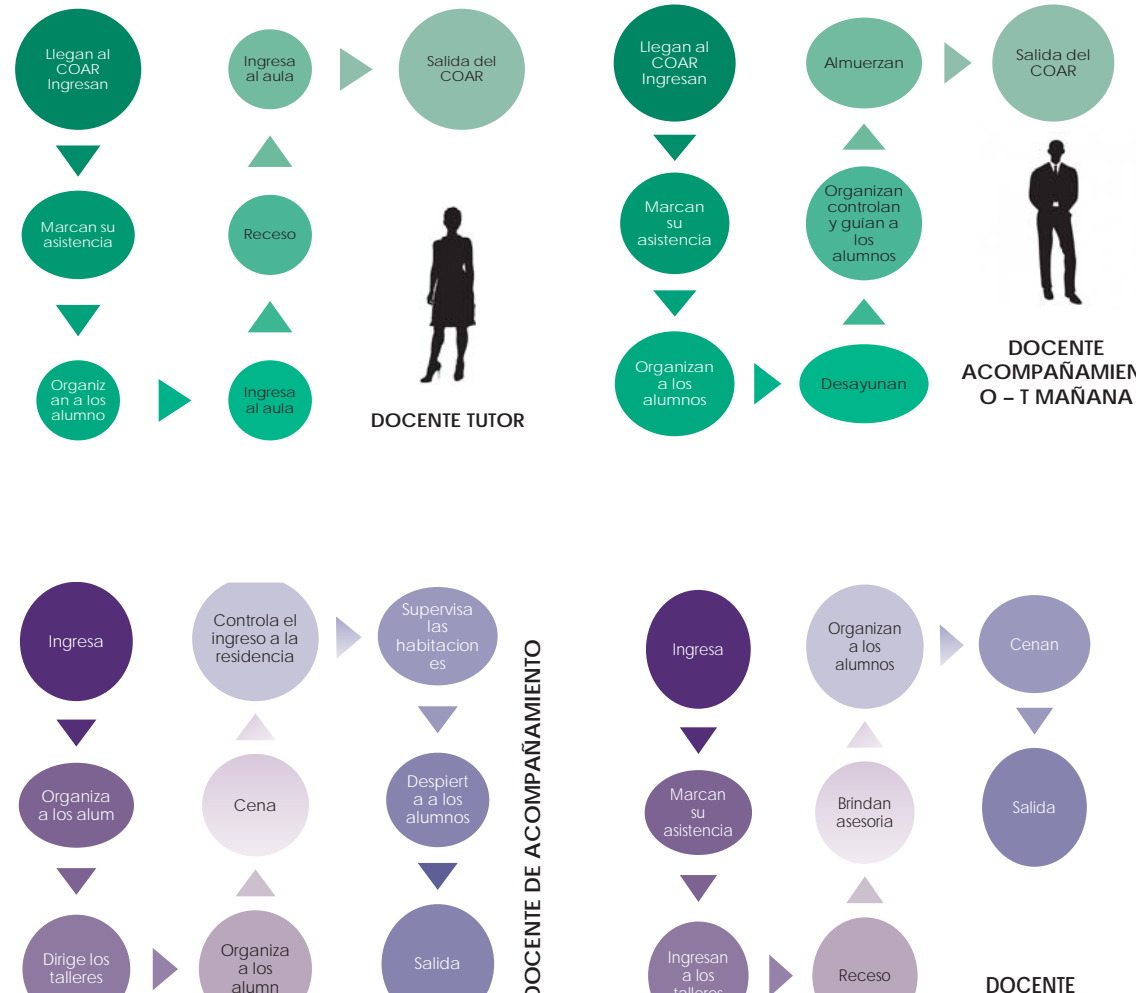 Llegan al
COAR
Ingresan
Marcan su
asistencia
Organiz
an a los
alumno
Ingresa
al aula
Receso
Ingresa
al aula
Salida del
COAR
DOCENTE TUTOR
Llegan al
COAR
Ingresan
Marcan
su
asistencia
Organizan
a los
alumnos
Desayunan
Organizan
controlan
y guian a
los
alumnos
Almuerzan
Salida del
COAR
DOCENTE
ACOMPAÑAMIEN
O – T MAÑANA
Ingresa
Organiza
a los alum
Dirige los
talleres
Organiza
a los
alumn
Cena
Controla el
ingreso a la
residencia
Supervisa
las
habitacion
es
Despiert
a a los
alumnos
Salida
DOCENTE DE ACOMPAÑAMIENTO
Ingresa
Marcan
su
asistencia
Ingresan
a los
talleres
Receso
Brindan
asesoria
Organizan
a los
alumnos
Cenan
Salida
DOCENTE